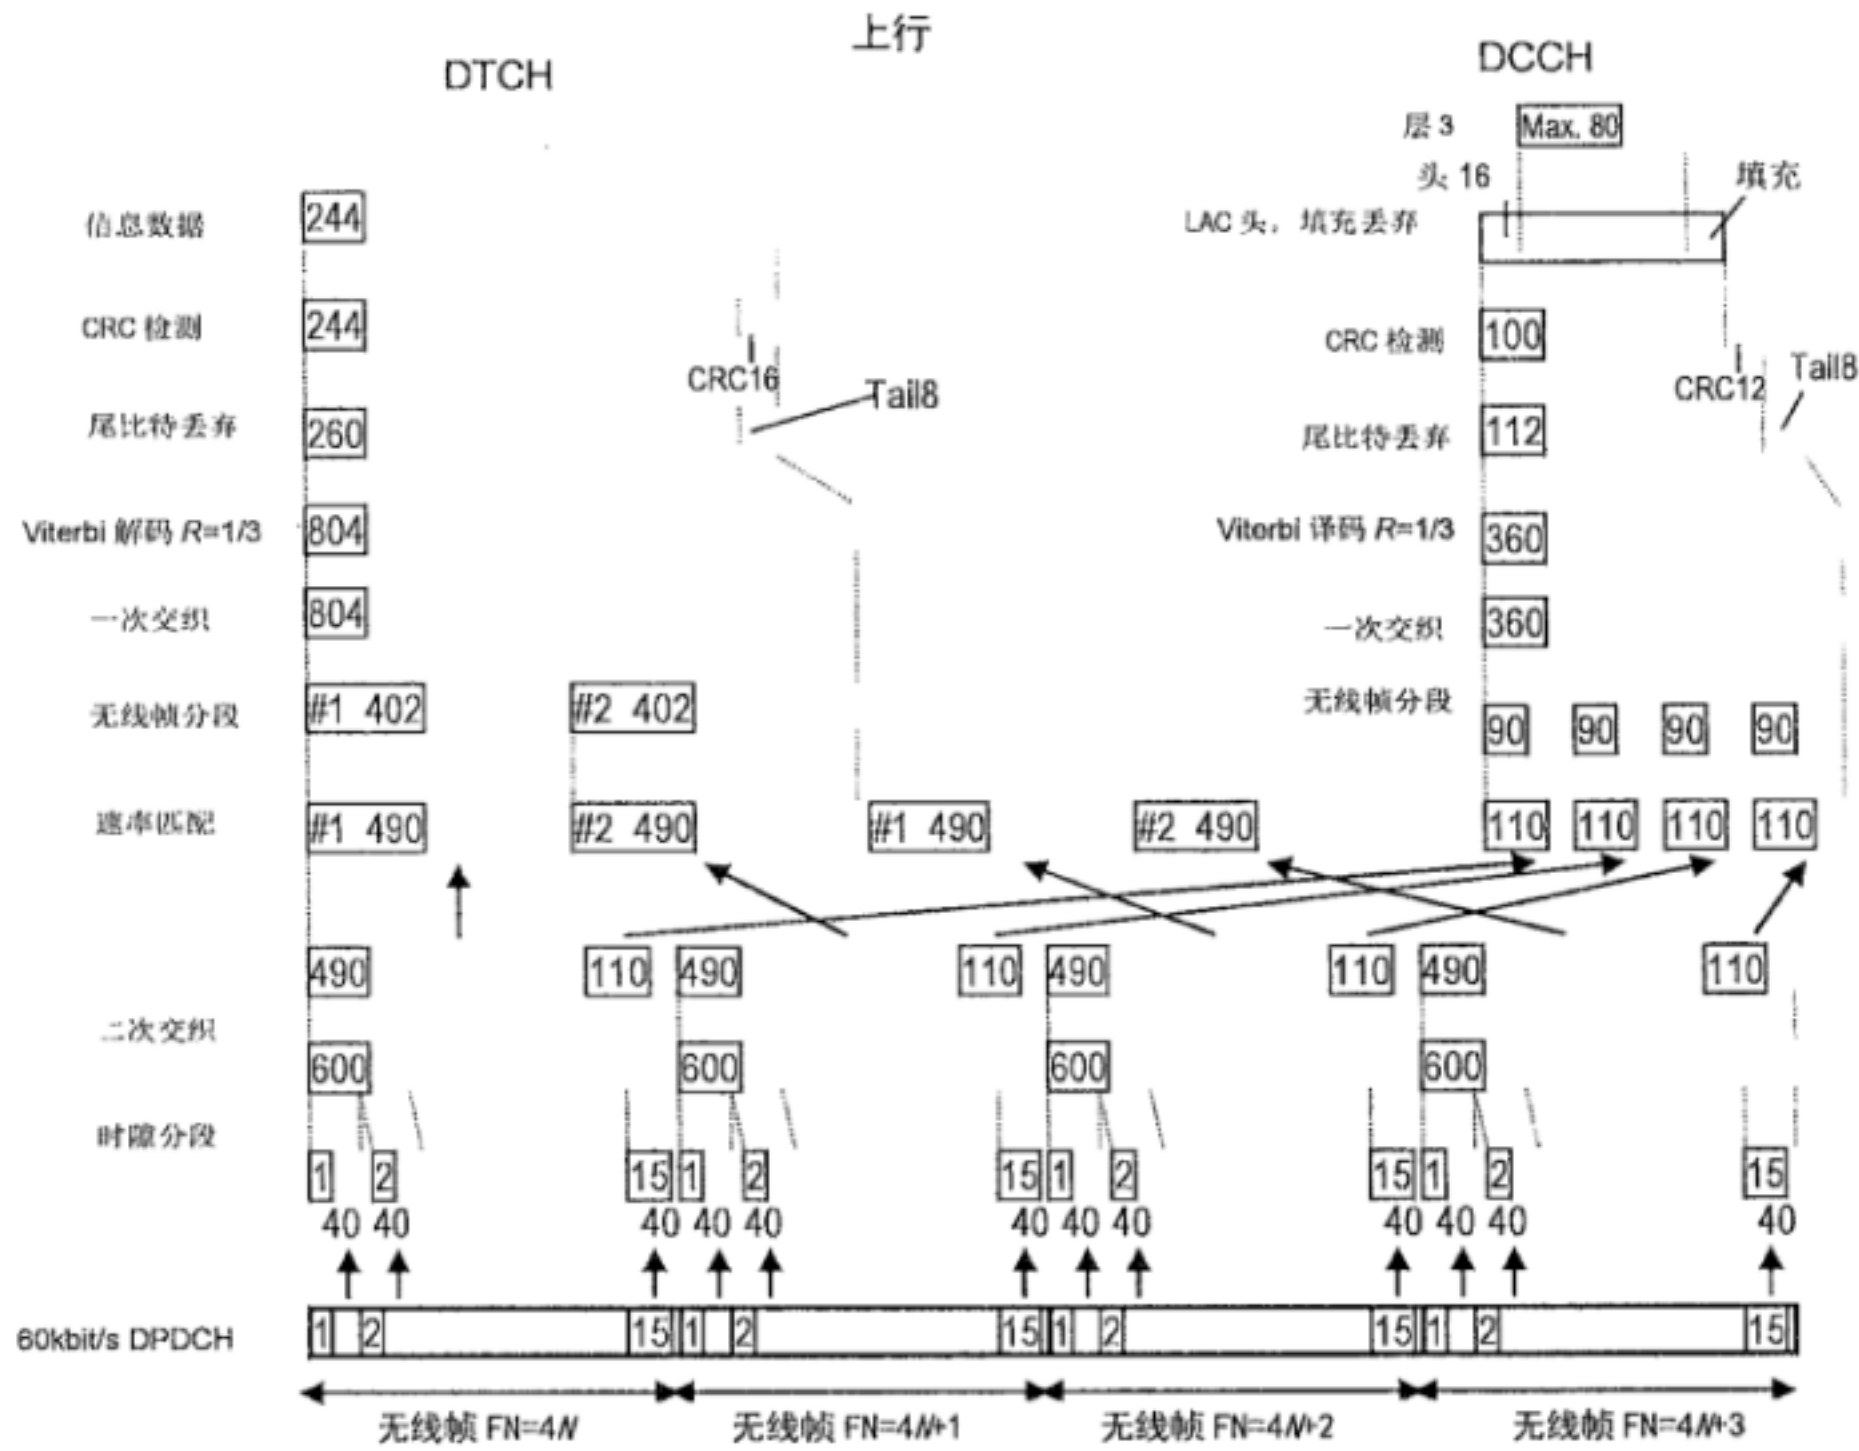 上行
DTCH
DCCH
层 3 Max. 80
头 16 填充
信息数据 244
LAC 头，填充丢弃
CRC 检测 244
CRC16
CRC 检测 100
CRC12 Tail8
Tail8
尾比特丢弃 260
尾比特丢弃 112
Viterbi 解码 R=1/3 804
Viterbi 译码 R=1/3 360
一次交织 804
一次交织 360
无线帧分段 #1 402 #2 402
无线帧分段 90 90 90 90
速率匹配 #1 490 #2 490 #1 490 #2 490 110 110 110 110
490 110 490 110 490 110 490 110
二次交织
600 600 600 600
时隙分段
1 2 15 1 2 15 1 2 15 1 2 15
40 40 40 40 40 40 40 40 40 40 40 40
60kbit/s DPDCH 1 2 15 1 2 15 1 2 15 1 2 15
无线帧 FN=4N 无线帧 FN=4N+1 无线帧 FN=4N+2 无线帧 FN=4N+3